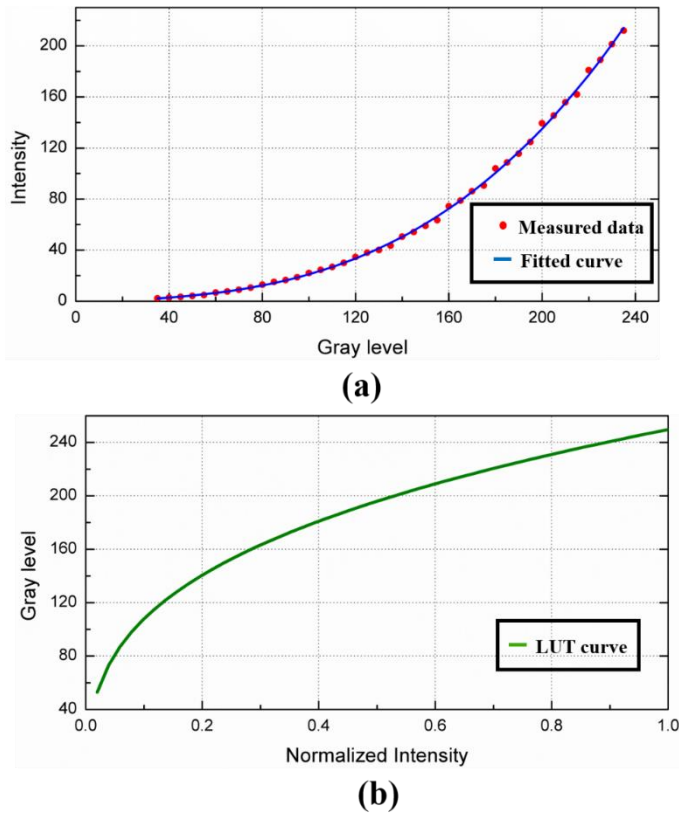 Intensity
200
160
120
80
40
0
Measured data
Fitted curve
0 40 80 120 160 200 240
Gray level
(a)
Gray level
240
200
160
120
80
40
LUT curve
0.0 0.2 0.4 0.6 0.8 1.0
Normalized Intensity
(b)